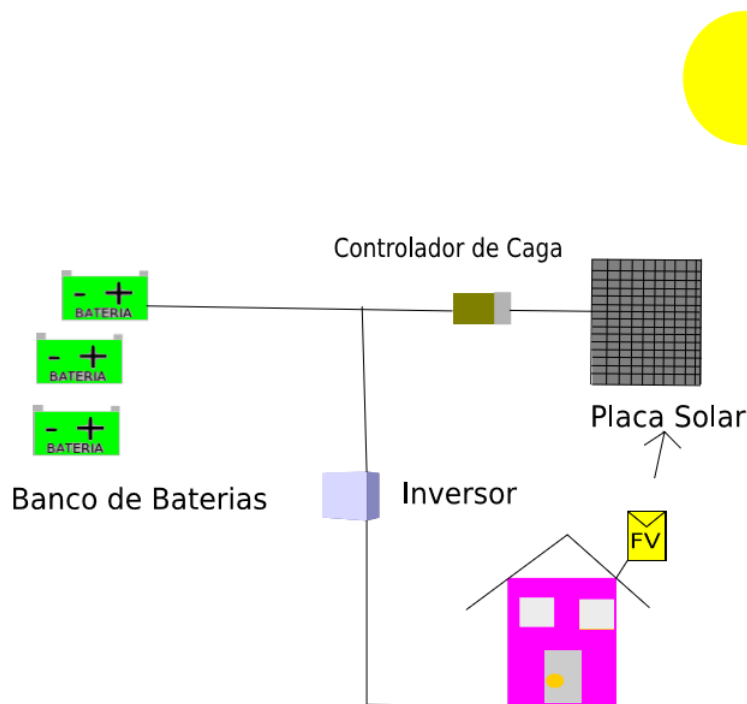 Controlador de Caga
- +
BATERIA
- +
BATERIA
- +
BATERIA
Placa Solar
Banco de Baterias
Inversor
FV